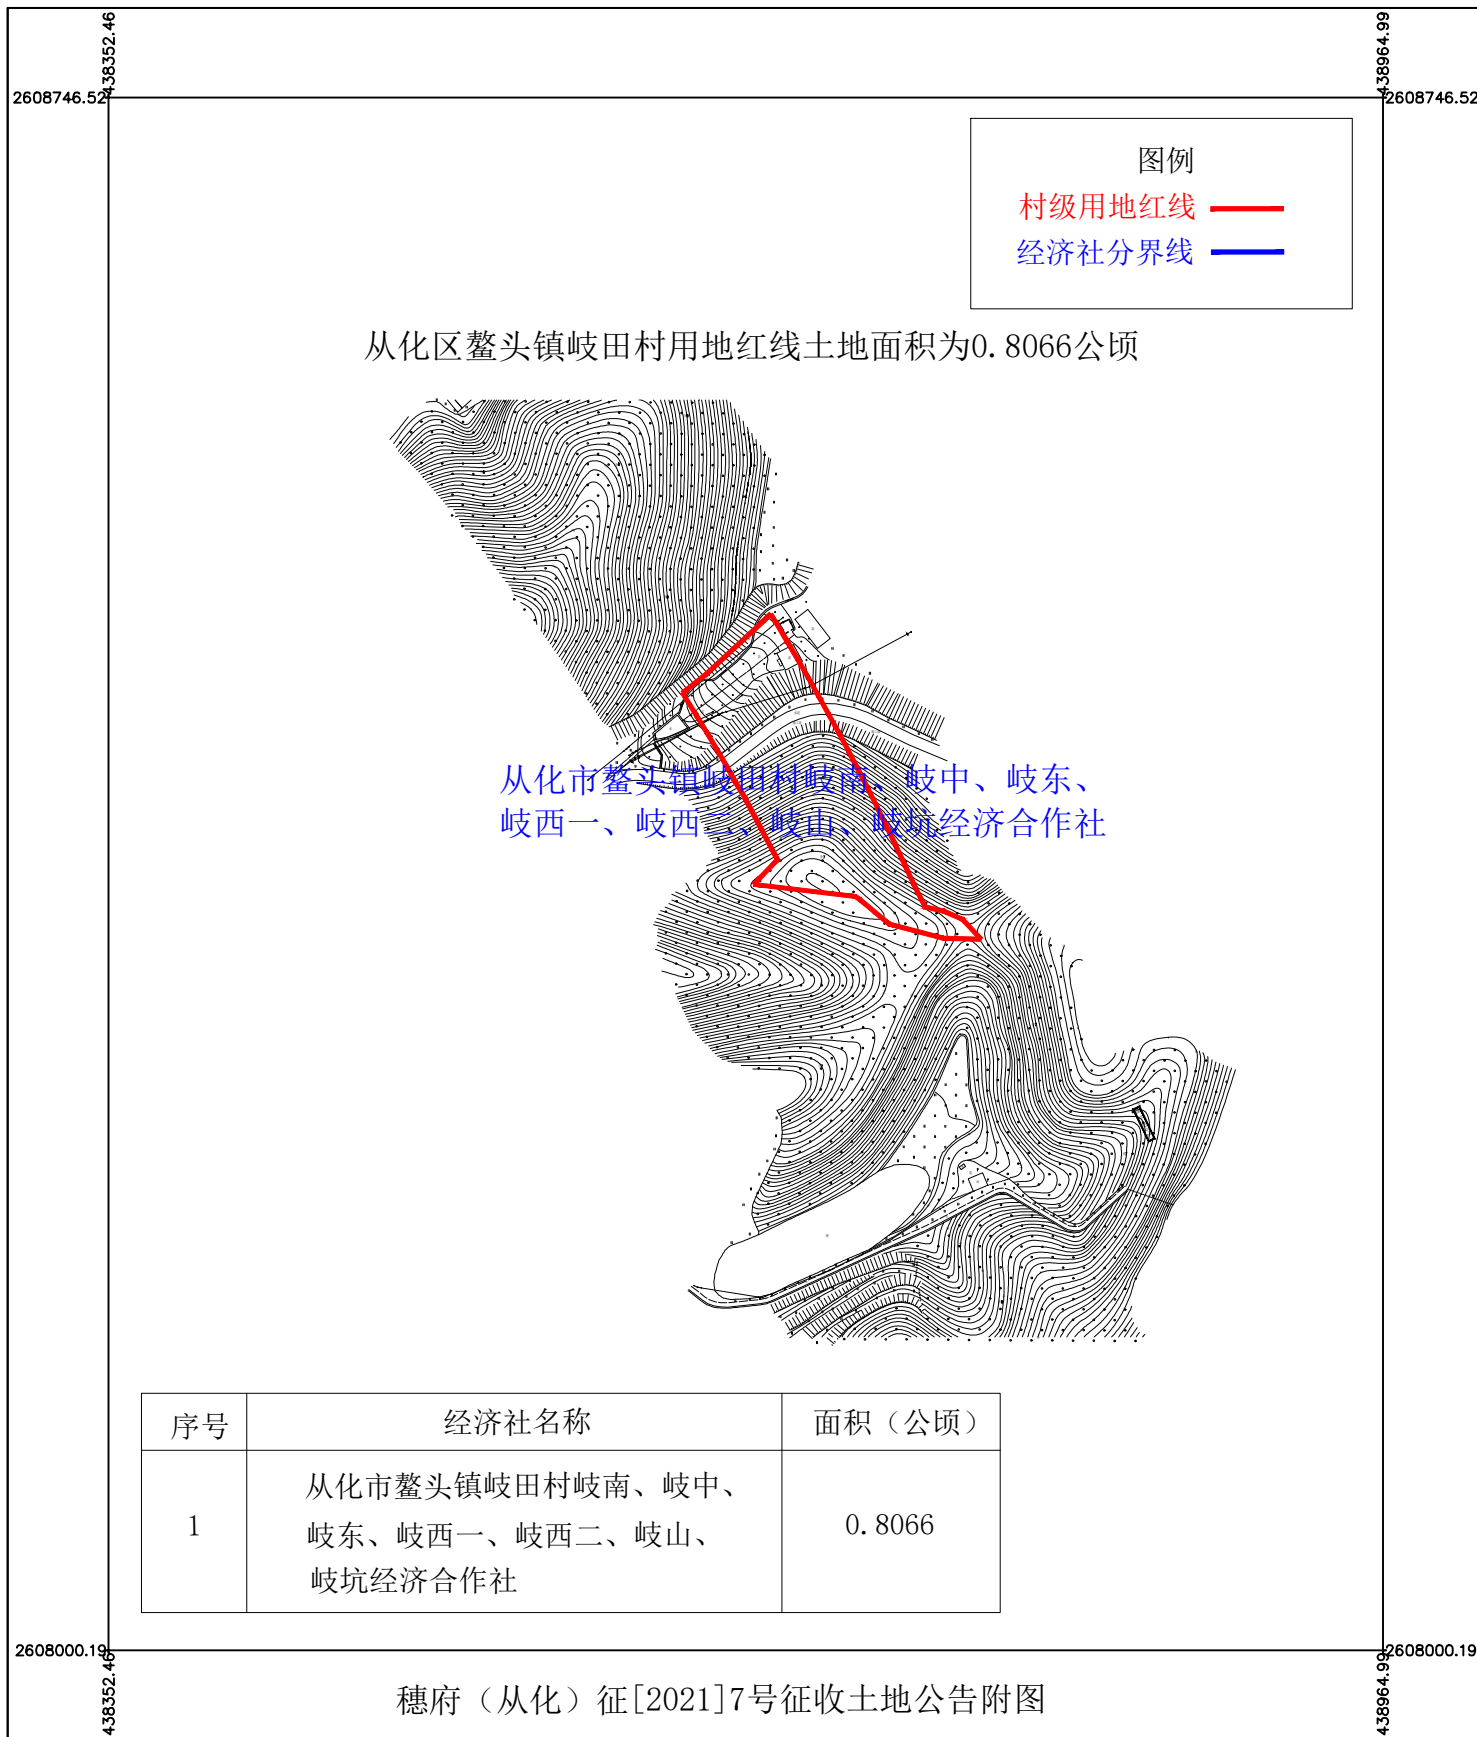 438352.46
438964.99
2608746.52
2608746.52
图例
村级用地红线
经济社分界线
从化区鳌头镇岐田村用地红线土地面积为0.8066公顷
从化市鳌头镇岐田村岐南、岐中、岐东、
岐西一、岐西二、岐山、岐坑经济合作社
序号
经济社名称
面积（公顷）
1
从化市鳌头镇岐田村岐南、岐中、
岐东、岐西一、岐西二、岐山、
岐坑经济合作社
0.8066
2608000.19
2608000.19
438352.46
438964.99
穗府（从化）征[2021]7号征收土地公告附图